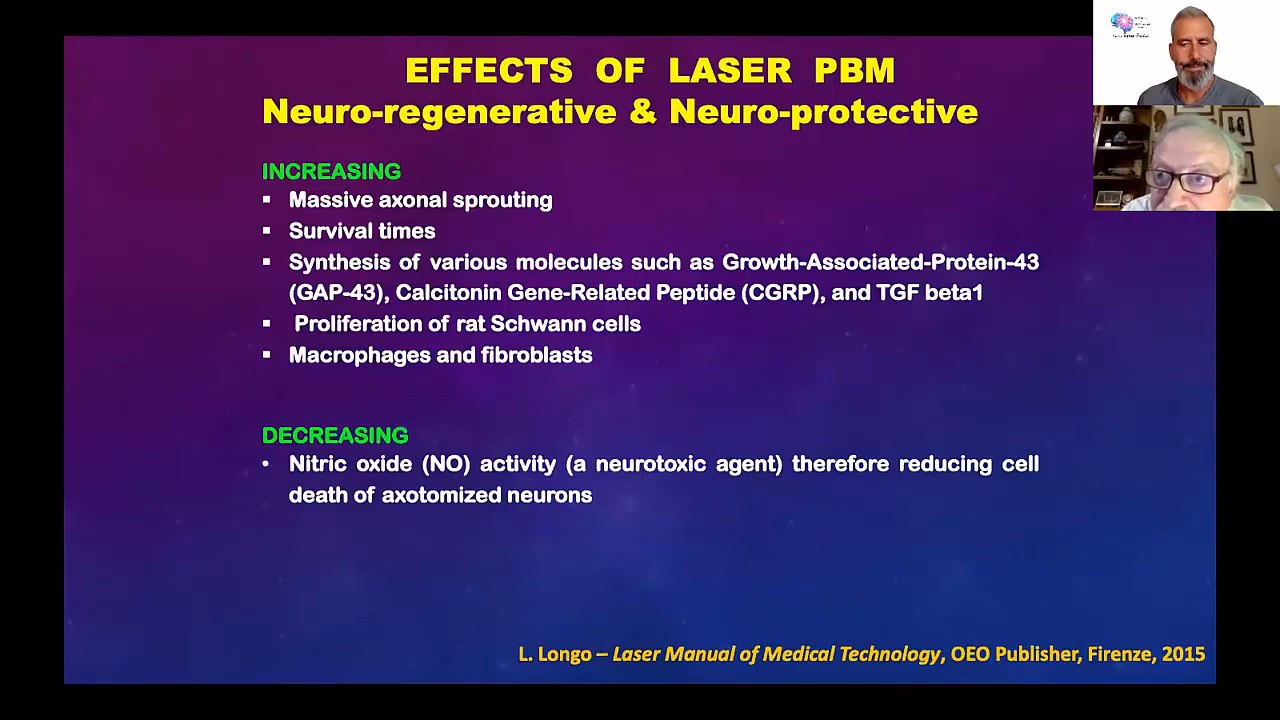 EFFECTS OF LASER PBM
Neuro-regenerative & Neuro-protective
INCREASING
▪ Massive axonal sprouting
▪ Survival times
▪ Synthesis of various molecules such as Growth-Associated-Protein-43
(GAP-43), Calcitonin Gene-Related Peptide (CGRP), and TGF beta1
▪ Proliferation of rat Schwann cells
▪ Macrophages and fibroblasts
DECREASING
• Nitric oxide (NO) activity (a neurotoxic agent) therefore reducing cell
death of axotomized neurons
L. Longo – Laser Manual of Medical Technology, OEO Publisher, Firenze, 2015